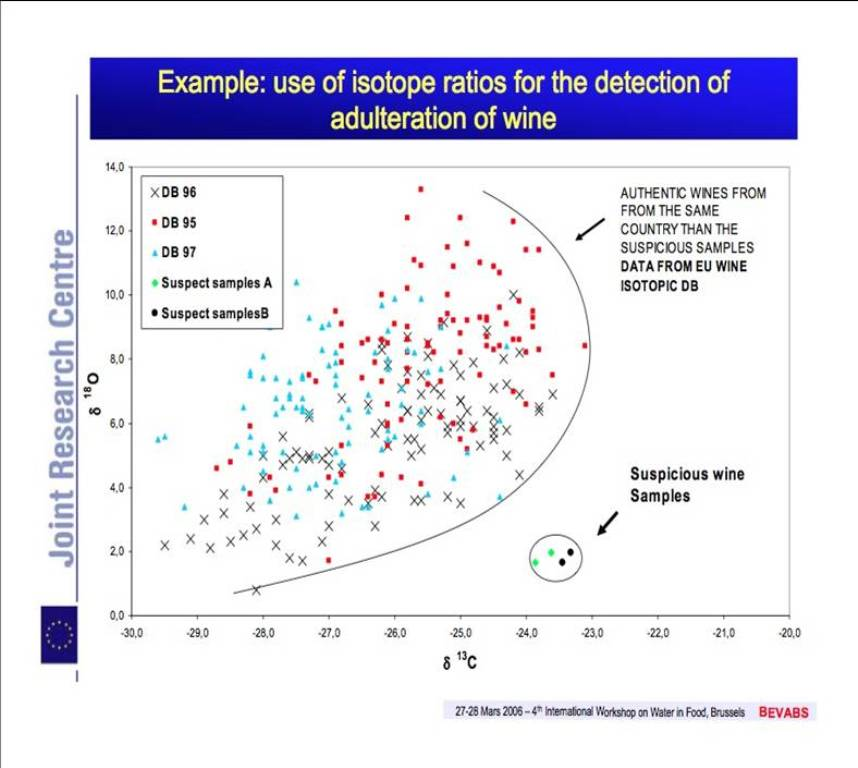 Example: use of isotope ratios for the detection of
adulteration of wine
Joint Research Centre
14,0
12,0
10,0
8,0
6,0
4,0
2,0
0,0
δ 18O
DB 96
DB 95
DB 97
Suspect samples A
Suspect samplesB
AUTHENTIC WINES FROM
FROM THE SAME
COUNTRY THAN THE
SUSPICIOUS SAMPLES
DATA FROM EU WINE
ISOTOPIC DB
Suspicious wine
Samples
-30,0 -29,0 -28,0 -27,0 -26,0 -25,0 -24,0 -23,0 -22,0 -21,0 -20,0
δ 13C
27-28 Mars 2006 – 4th International Workshop on Water in Food, Brussels BEVABS